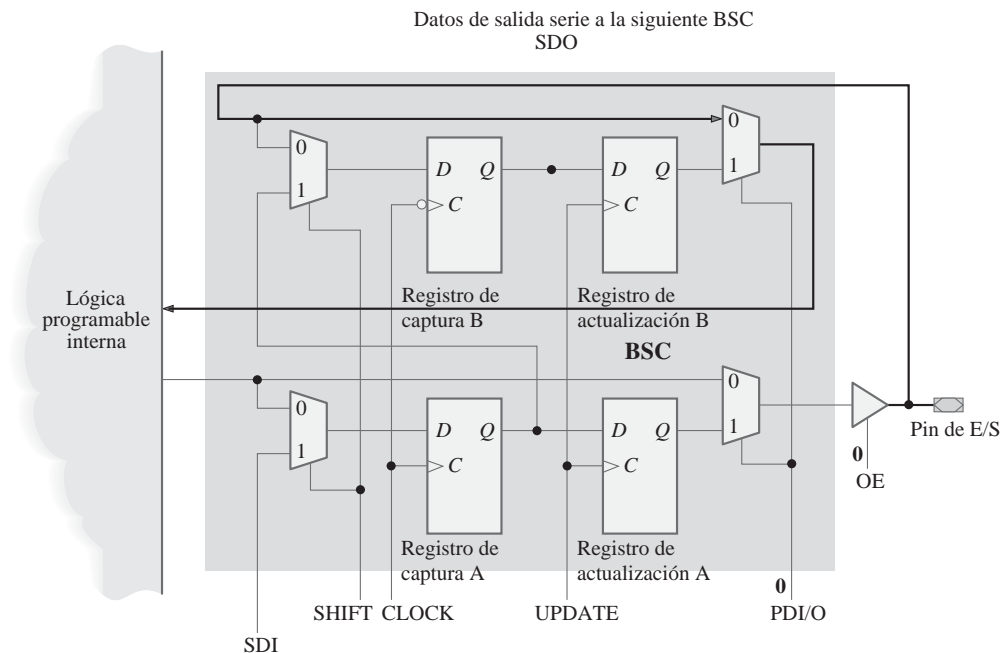 Datos de salida serie a la siguiente BSC
SDO
0
1
D
Q
C
D
Q
C
0
1
Registro de
captura B
Registro de
actualización B
Lógica
programable
interna
BSC
0
1
D
Q
C
D
Q
C
0
1
Pin de E/S
0
OE
Registro de
captura A
Registro de
actualización A
0
SHIFT
CLOCK
UPDATE
PDI/O
SDI